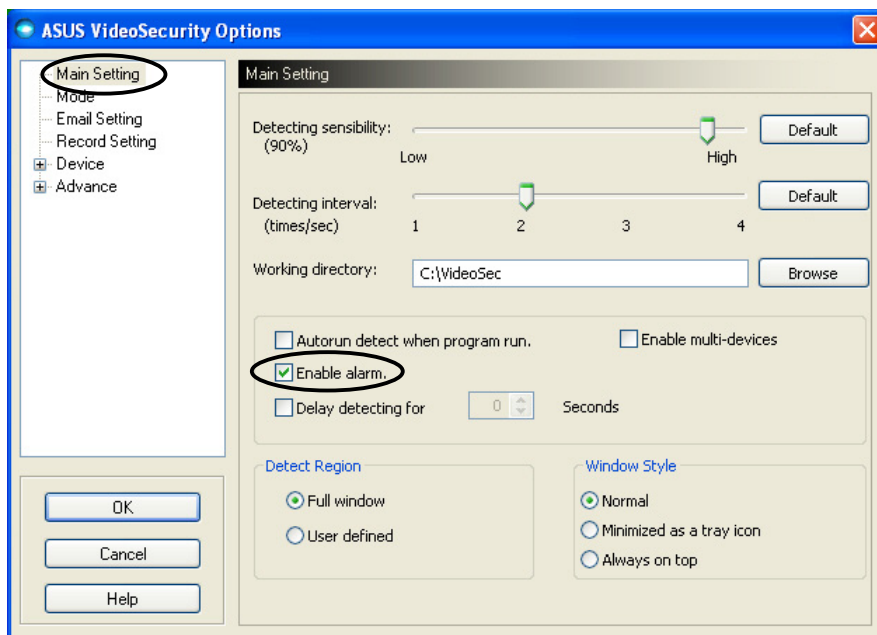 ASUS VideoSecurity Options
Main Setting
Mode
Email Setting
Record Setting
Device
Advance
OK
Cancel
Help
Main Setting
Detecting sensibility:
(90%)
Low
High
Default
Detecting interval:
(times/sec)
1
2
3
4
Default
Working directory:
C:\VideoSec
Browse
Autorun detect when program run.
Enable multi-devices
Enable alarm.
Delay detecting for
0
Seconds
Detect Region
Full window
User defined
Window Style
Normal
Minimized as a tray icon
Always on top